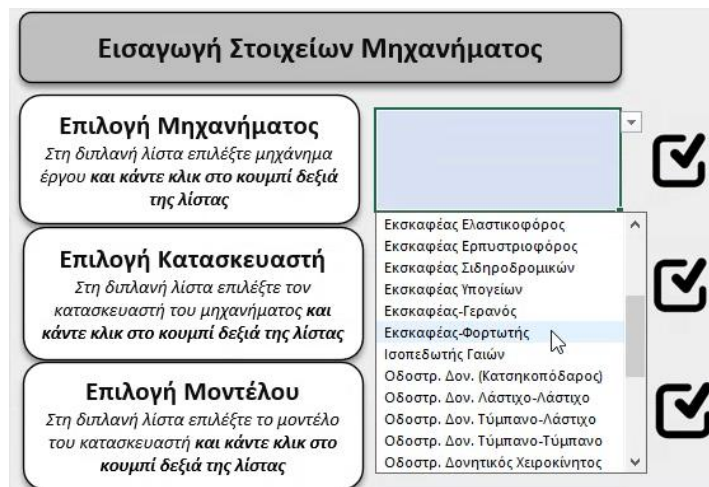 Εισαγωγή Στοιχείων Μηχανήματος
Επιλογή Μηχανήματος
Στη διπλανή λίστα επιλέξτε μηχάνημα
έργου και κάντε κλικ στο κουμπί δεξιά
της λίστας
Επιλογή Κατασκευαστή
Στη διπλανή λίστα επιλέξτε τον
κατασκευαστή του μηχανήματος και
κάντε κλικ στο κουμπί δεξιά της λίστας
Επιλογή Μοντέλου
Στη διπλανή λίστα επιλέξτε το μοντέλο
του κατασκευαστή και κάντε κλικ στο
κουμπί δεξιά της λίστας
Εκσκαφέας Ελαστικοφόρος
Εκσκαφέας Ερπυστριοφόρος
Εκσκαφέας Σιδηροδρομικών
Εκσκαφέας Υπογείων
Εκσκαφέας-Γερανός
Εκσκαφέας-Φορτωτής
Ισοπεδωτής Γαιών
Οδοστρ. Δον. (Κατσηκοπόδαρος)
Οδοστρ. Δον. Λάστιχο-Λάστιχο
Οδοστρ. Δον. Τύμπανο-Λάστιχο
Οδοστρ. Δον. Τύμπανο-Τύμπανο
Οδοστρ. Δονητικός Χειροκίνητος